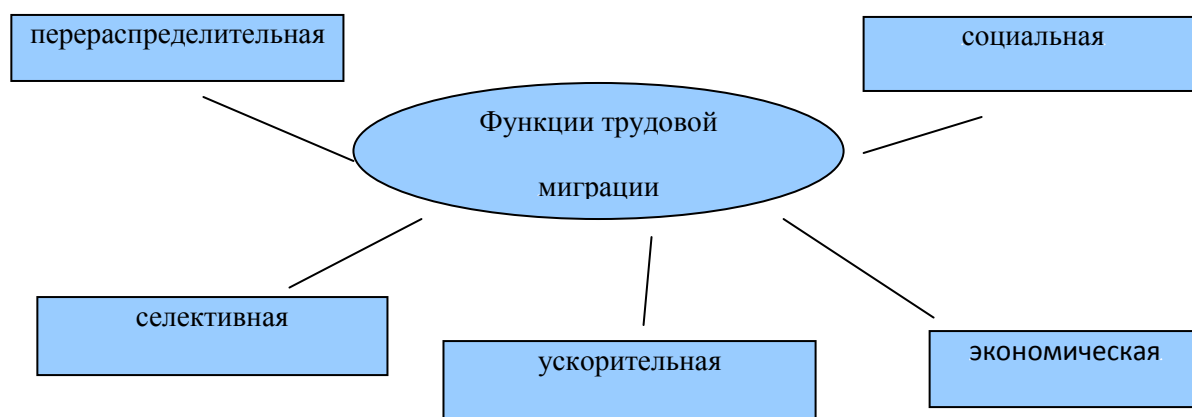 перераспределительная
социальная
Функции трудовой
миграции
селективная
ускорительная
экономическая